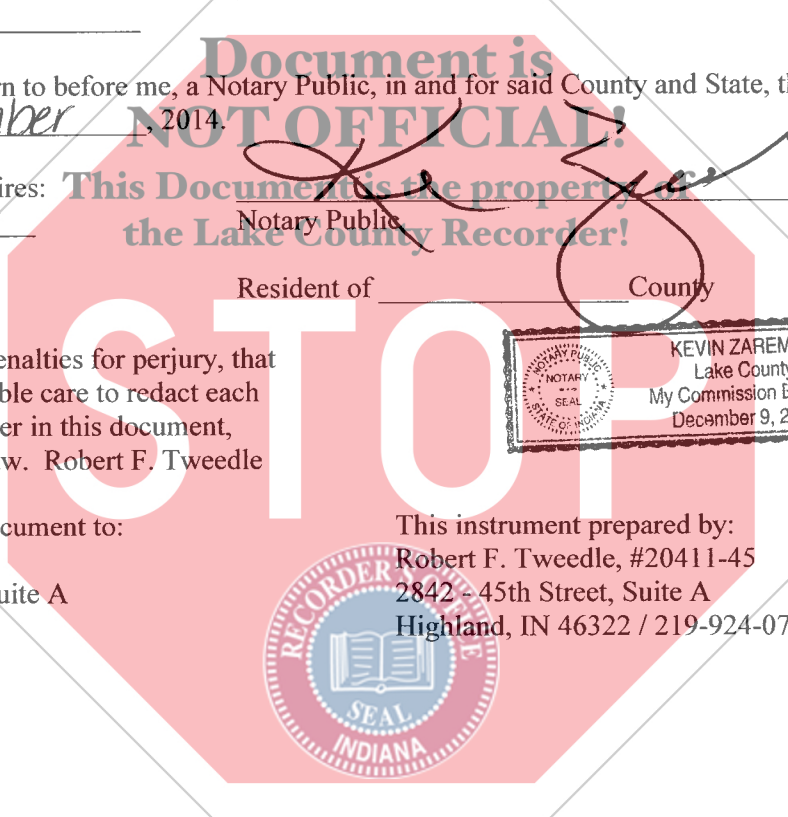 Document is
rn to before me, a Notary Public, in and for said County and State, th
ber, 2014.
NOT OFFICIAL!
ires:
This Document is the property of
Notary Public
the Lake County Recorder!
Resident of County
STOP
enalties for perjury, that
ble care to redact each
er in this document,
w. Robert F. Tweedle
NOTARY PUBLIC
NOTARY
SEAL
STATE OF INDIANA
KEVIN ZAREM
Lake County
My Commission E
December 9, 2
cument to:
uite A
This instrument prepared by:
Robert F. Tweedle, #20411-45
2842 - 45th Street, Suite A
Highland, IN 46322 / 219-924-07
RECORDER'S OFFICE
SEAL
INDIANA